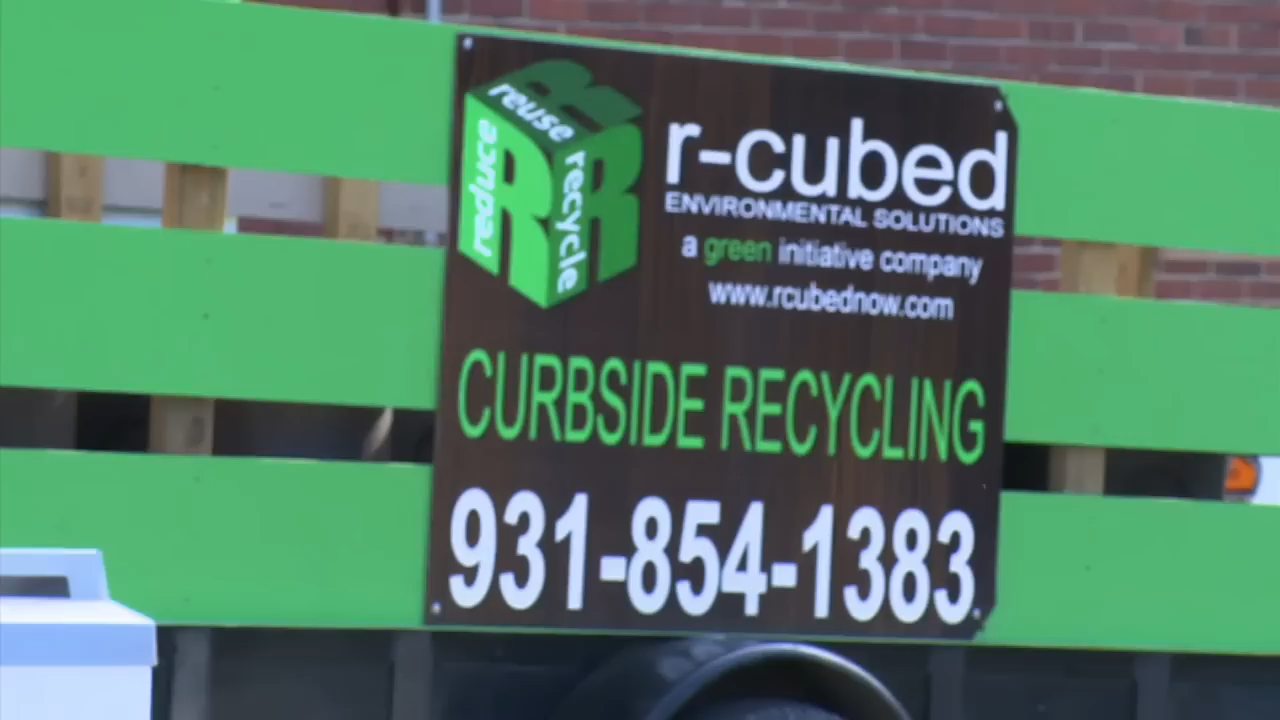 reuse
reduce
recycle
R
R
R
r-cubed
ENVIRONMENTAL SOLUTIONS
a green initiative company
www.rcubednow.com
CURBSIDE RECYCLING
931-854-1383